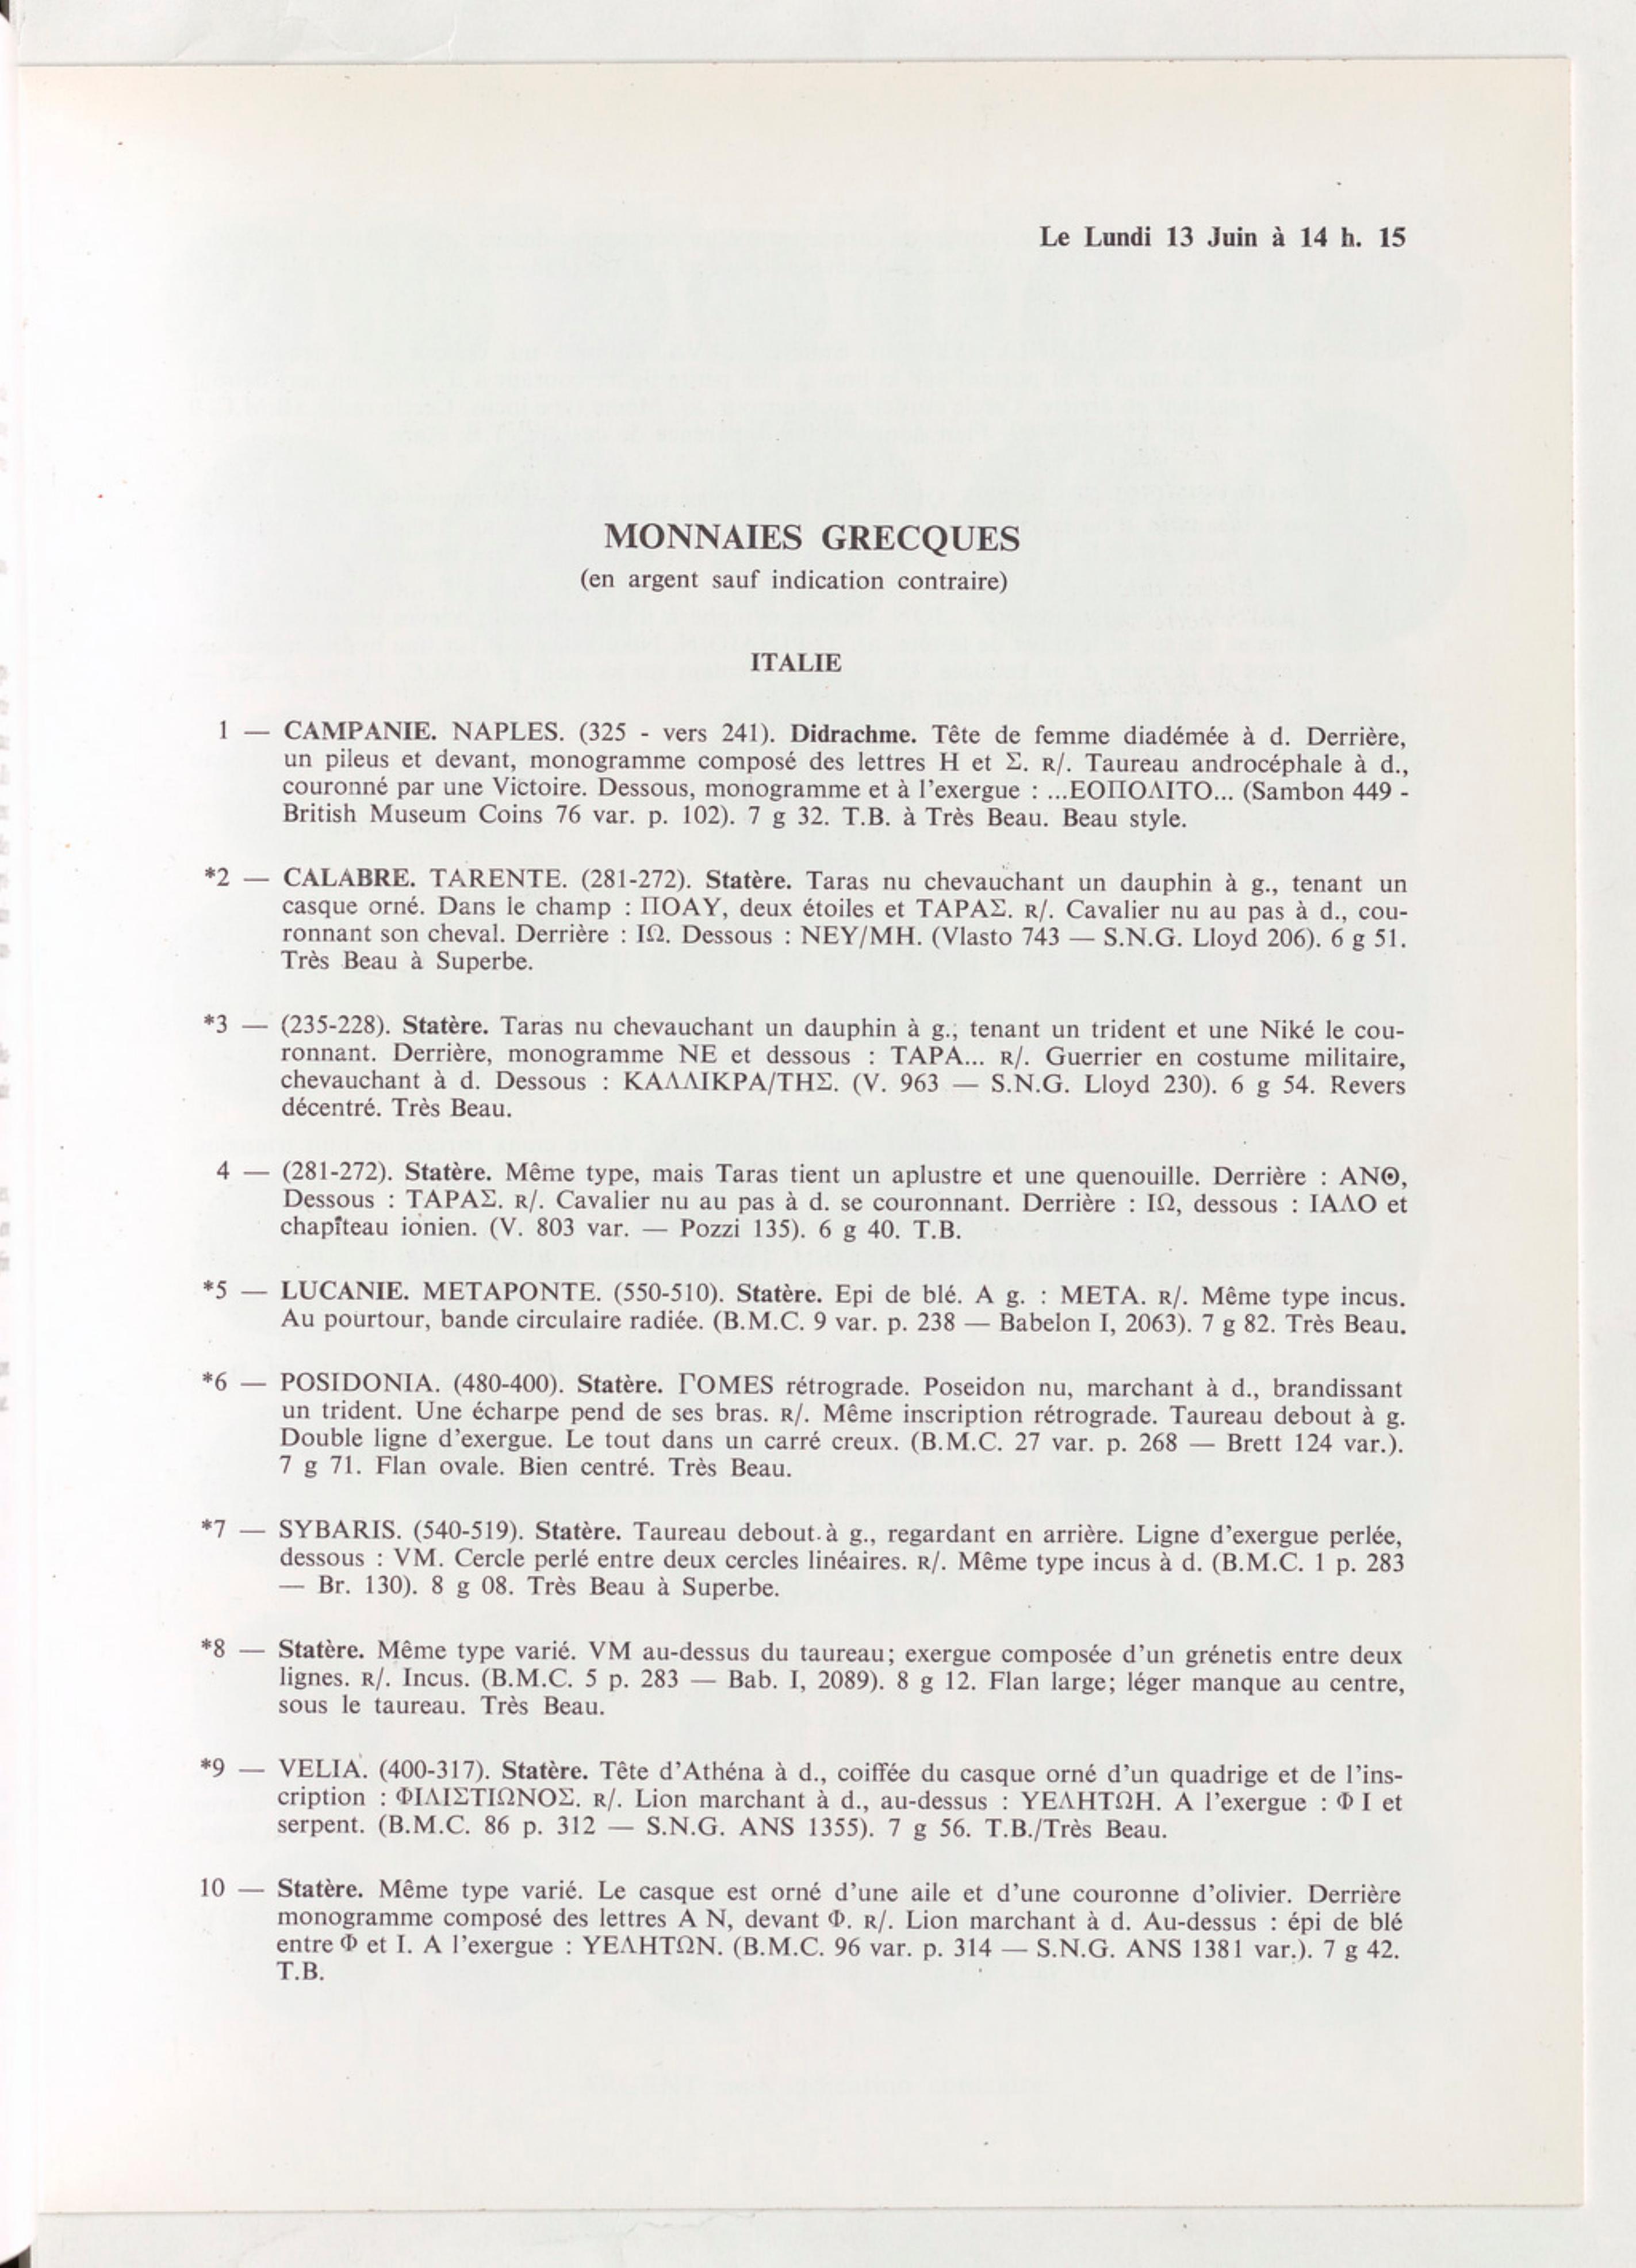 Le Lundi 13 Juin à 14 h. 15
MONNAIES GRECQUES
(en argent sauf indication contraire)
ITALIE
1 — CAMPANIE. NAPLES. (325 - vers 241). Didrachme. Tête de femme diadémée à d. Derrière,
un pileus et devant, monogramme composé des lettres H et Σ. R/. Taureau androcéphale à d.,
couronné par une Victoire. Dessous, monogramme et à l'exergue : ...ΕΟΠΟΛΙΤΟ... (Sambon 449 -
British Museum Coins 76 var. p. 102). 7 g 32. T.B. à Très Beau. Beau style.
*2 — CALABRE. TARENTE. (281-272). Statère. Taras nu chevauchant un dauphin à g., tenant un
casque orné. Dans le champ : ΠΟΛΥ, deux étoiles et ΤΑΡΑΣ. R/. Cavalier nu au pas à d., cou-
ronnant son cheval. Derrière : ΙΩ. Dessous : NEY/MH. (Vlasto 743 — S.N.G. Lloyd 206). 6 g 51.
Très Beau à Superbe.
*3 — (235-228). Statère. Taras nu chevauchant un dauphin à g., tenant un trident et une Niké le cou-
ronnant. Derrière, monogramme NE et dessous : TAPA... R/. Guerrier en costume militaire,
chevauchant à d. Dessous : ΚΑΛΛΙΚΡΑ/ΤΗΣ. (V. 963 — S.N.G. Lloyd 230). 6 g 54. Revers
décentré. Très Beau.
4 — (281-272). Statère. Même type, mais Taras tient un aplustre et une quenouille. Derrière : ΑΝΘ,
Dessous : ΤΑΡΑΣ. R/. Cavalier nu au pas à d. se couronnant. Derrière : ΙΩ, dessous : ΙΑΛΟ et
chapiteau ionien. (V. 803 var. — Pozzi 135). 6 g 40. T.B.
*5 — LUCANIE. METAPONTE. (550-510). Statère. Epi de blé. A g. : META. R/. Même type incus.
Au pourtour, bande circulaire radiée. (B.M.C. 9 var. p. 238 — Babelon I, 2063). 7 g 82. Très Beau.
*6 — POSIDONIA. (480-400). Statère. ΓOMES rétrograde. Poseidon nu, marchant à d., brandissant
un trident. Une écharpe pend de ses bras. R/. Même inscription rétrograde. Taureau debout à g.
Double ligne d'exergue. Le tout dans un carré creux. (B.M.C. 27 var. p. 268 — Brett 124 var.).
7 g 71. Flan ovale. Bien centré. Très Beau.
*7 — SYBARIS. (540-519). Statère. Taureau debout à g., regardant en arrière. Ligne d'exergue perlée,
dessous : VM. Cercle perlé entre deux cercles linéaires. R/. Même type incus à d. (B.M.C. 1 p. 283
— Br. 130). 8 g 08. Très Beau à Superbe.
*8 — Statère. Même type varié. VM au-dessus du taureau; exergue composée d'un grénetis entre deux
lignes. R/. Incus. (B.M.C. 5 p. 283 — Bab. I, 2089). 8 g 12. Flan large; léger manque au centre,
sous le taureau. Très Beau.
*9 — VELIA. (400-317). Statère. Tête d'Athéna à d., coiffée du casque orné d'un quadrige et de l'ins-
cription : ΦΙΛΙΣΤΙΩΝΟΣ. R/. Lion marchant à d., au-dessus : ΥΕΛΗΤΩΗ. A l'exergue : Φ Ι et
serpent. (B.M.C. 86 p. 312 — S.N.G. ANS 1355). 7 g 56. T.B./Très Beau.
10 — Statère. Même type varié. Le casque est orné d'une aile et d'une couronne d'olivier. Derrière
monogramme composé des lettres A N, devant Φ. R/. Lion marchant à d. Au-dessus : épi de blé
entre Φ et I. A l'exergue : ΥΕΛΗΤΩΝ. (B.M.C. 96 var. p. 314 — S.N.G. ANS 1381 var.). 7 g 42.
T.B.